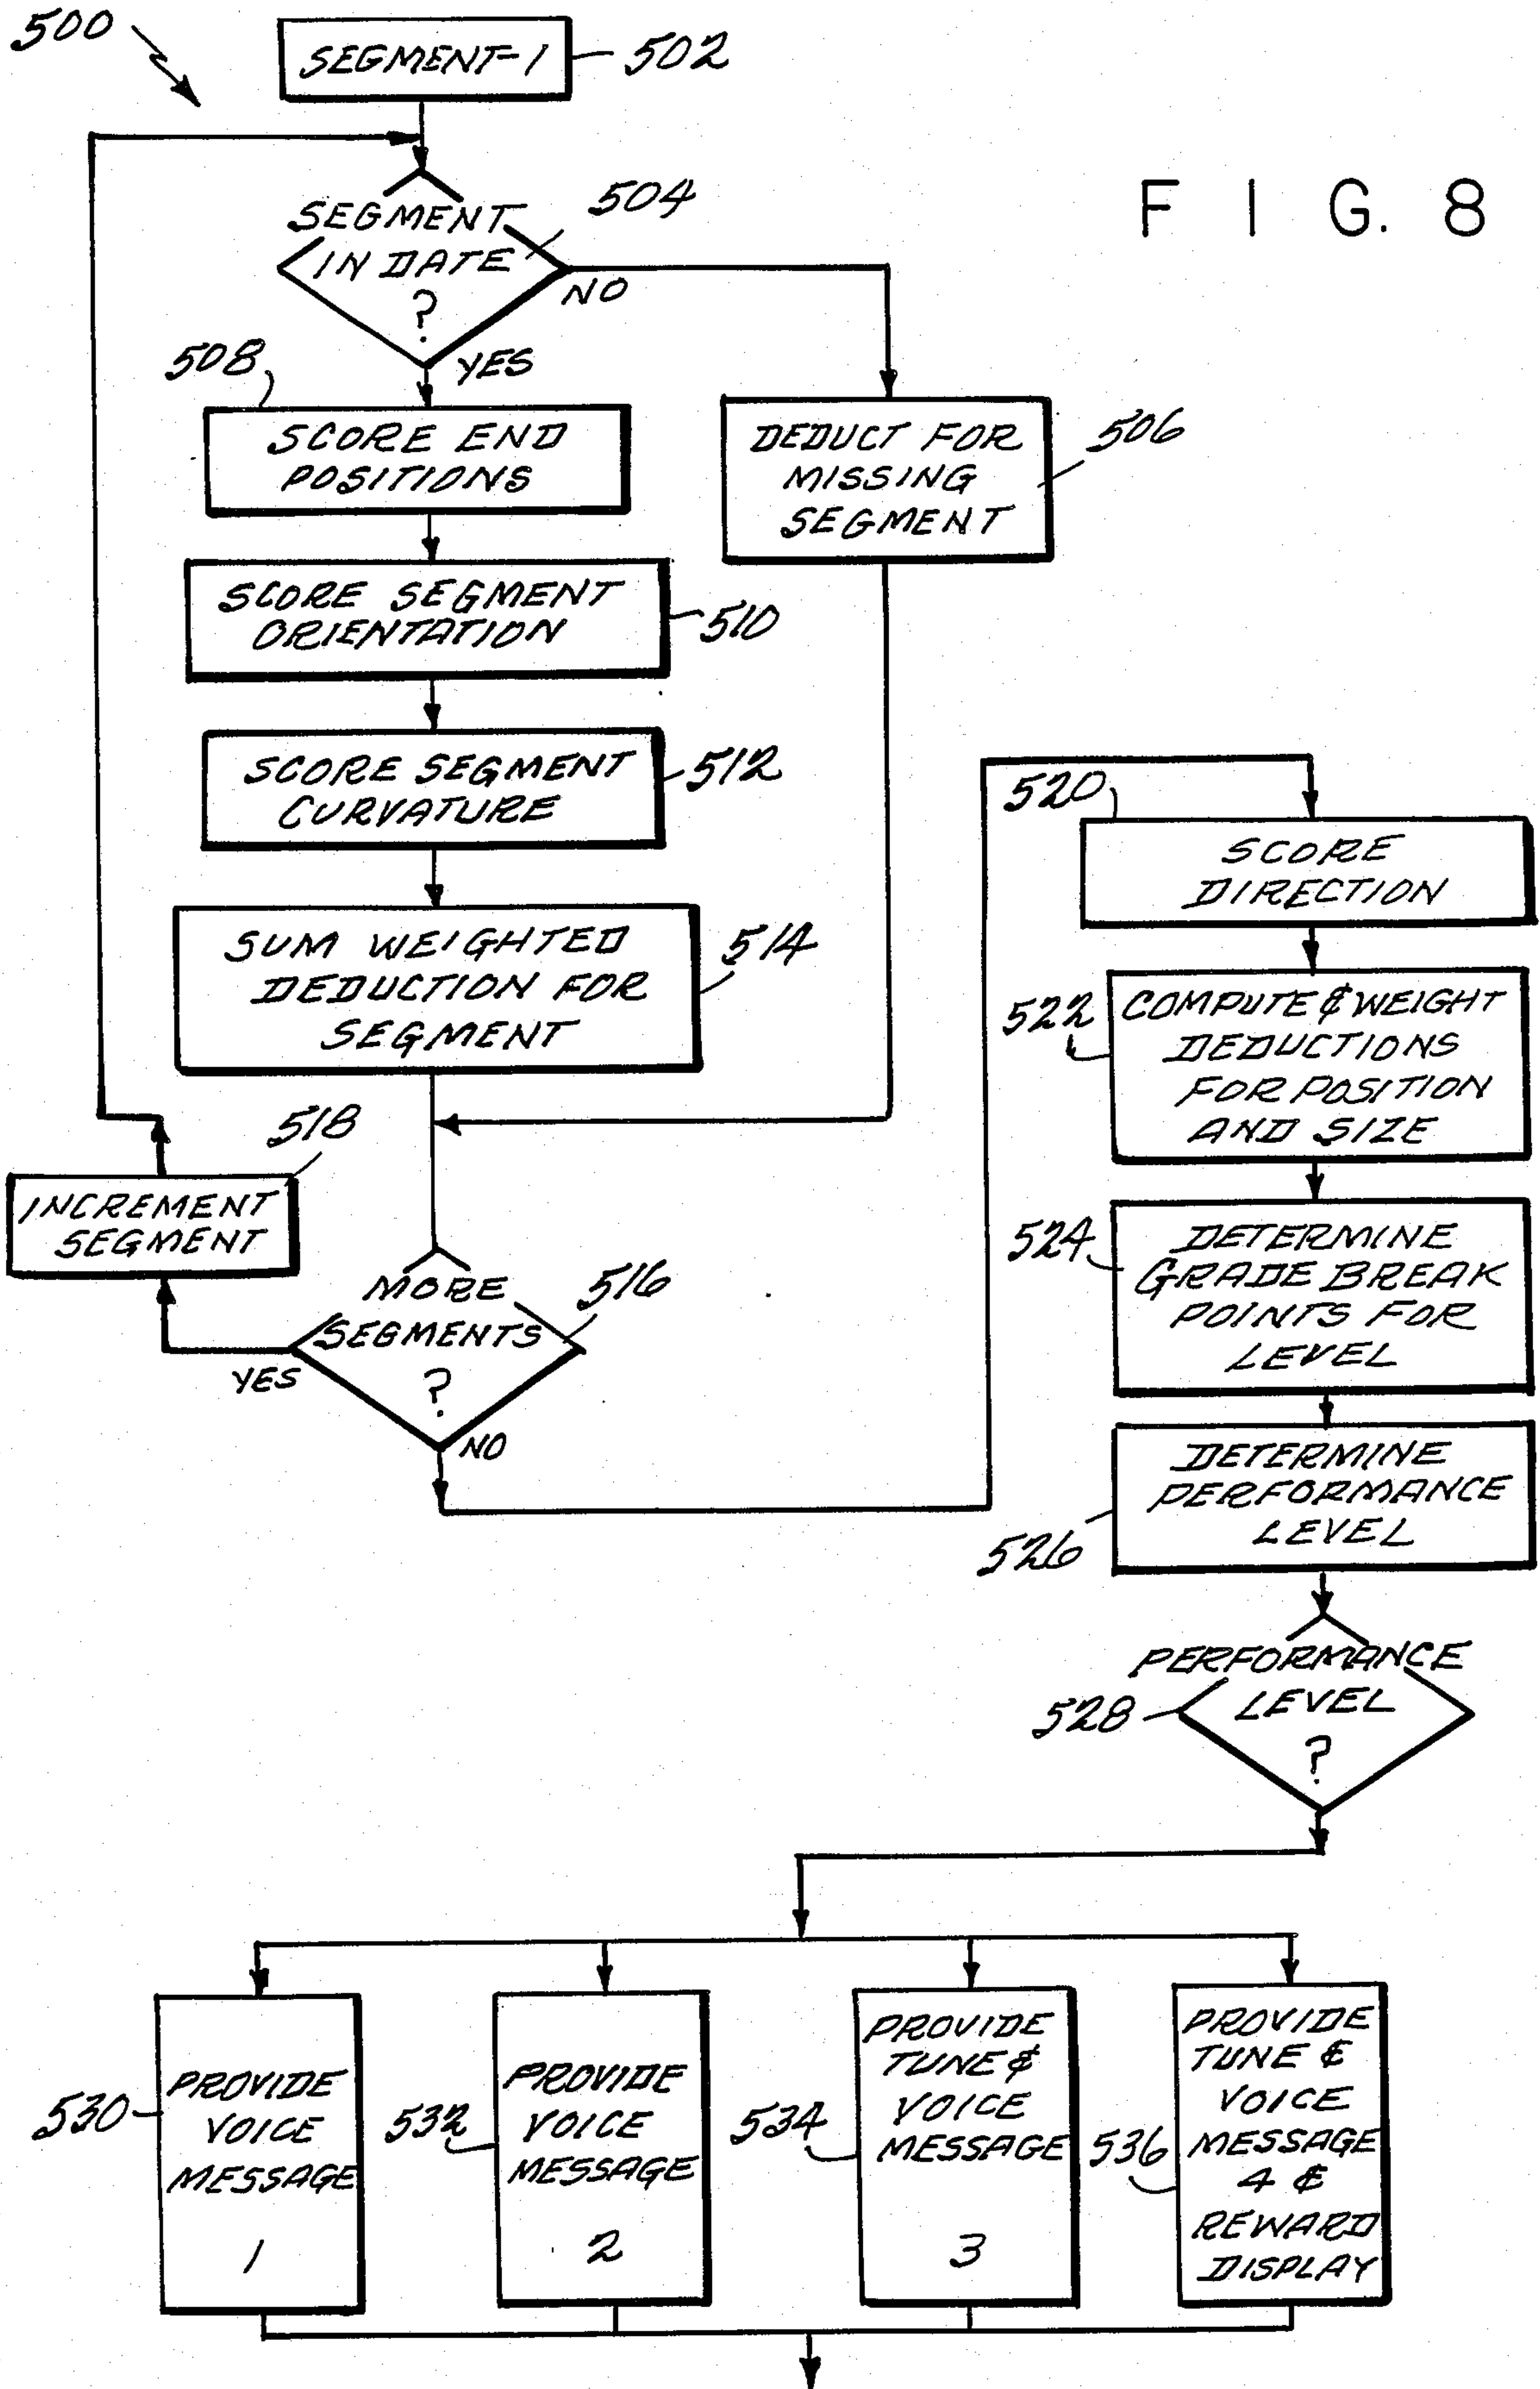 500
SEGMENT-1
502
FIG. 8
SEGMENT
IN DATE
?
504
NO
YES
508
SCORE END
POSITIONS
DEDUCT FOR
MISSING
SEGMENT
506
SCORE SEGMENT
ORIENTATION
510
SCORE SEGMENT
CURVATURE
512
SUM WEIGHTED
DEDUCTION FOR
SEGMENT
514
518
INCREMENT
SEGMENT
MORE
SEGMENTS
?
516
YES
NO
520
SCORE
DIRECTION
522
COMPUTE & WEIGHT
DEDUCTIONS
FOR POSITION
AND SIZE
524
DETERMINE
GRADE BREAK
POINTS FOR
LEVEL
DETERMINE
PERFORMANCE
LEVEL
526
PERFORMANCE
LEVEL
?
528
530
PROVIDE
VOICE
MESSAGE
1
532
PROVIDE
VOICE
MESSAGE
2
534
PROVIDE
TUNE &
VOICE
MESSAGE
3
536
PROVIDE
TUNE &
VOICE
MESSAGE
4 &
REWARD
DISPLAY